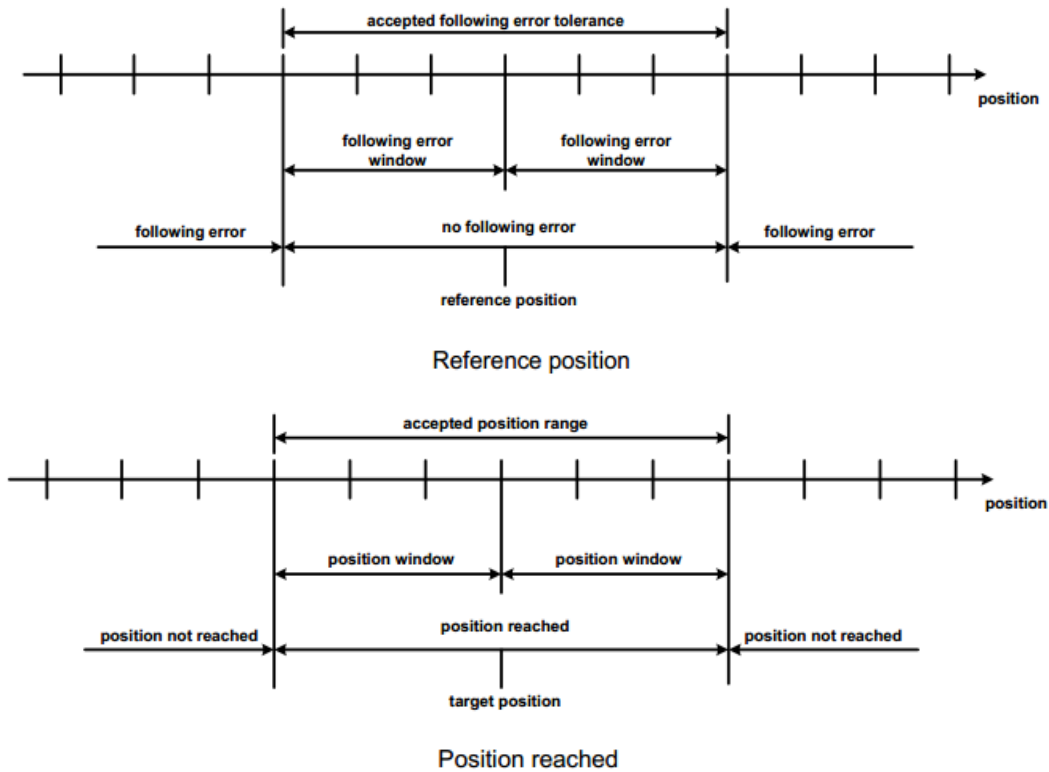 accepted following error tolerance
position
following error
window
following error
window
following error
no following error
following error
reference position
Reference position
accepted position range
position
position window
position window
position not reached
position reached
position not reached
target position
Position reached